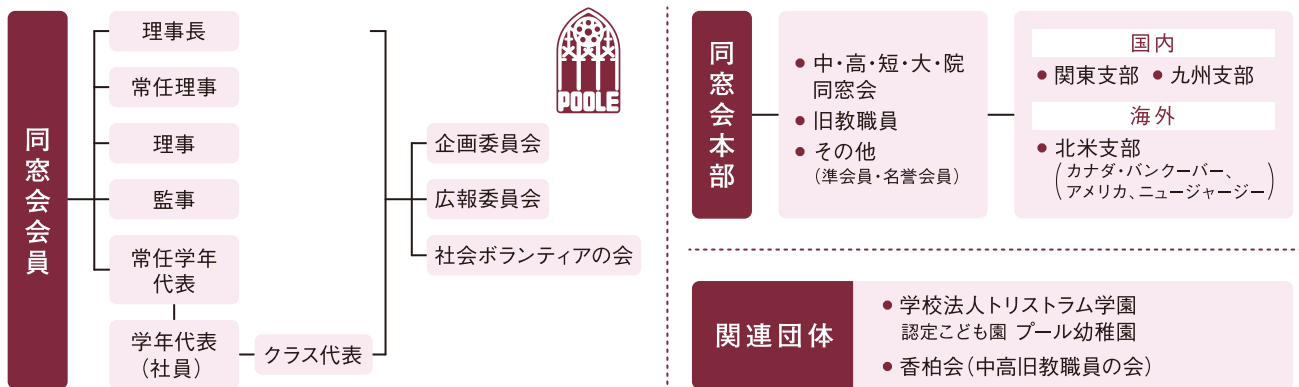 同窓会会員
理事長
常任理事
理事
監事
常任学年
代表
学年代表
（社員）
クラス代表
POOLE
企画委員会
広報委員会
社会ボランティアの会
同窓会本部
● 中・高・短・大・院
同窓会
● 旧教職員
● その他
（準会員・名誉会員）
国内
● 関東支部 ● 九州支部
海外
● 北米支部
（カナダ・バンクーバー、
アメリカ、ニュージャージー）
関連団体
● 学校法人トリストラム学園
認定こども園 プール幼稚園
● 香柏会（中高旧教職員の会）